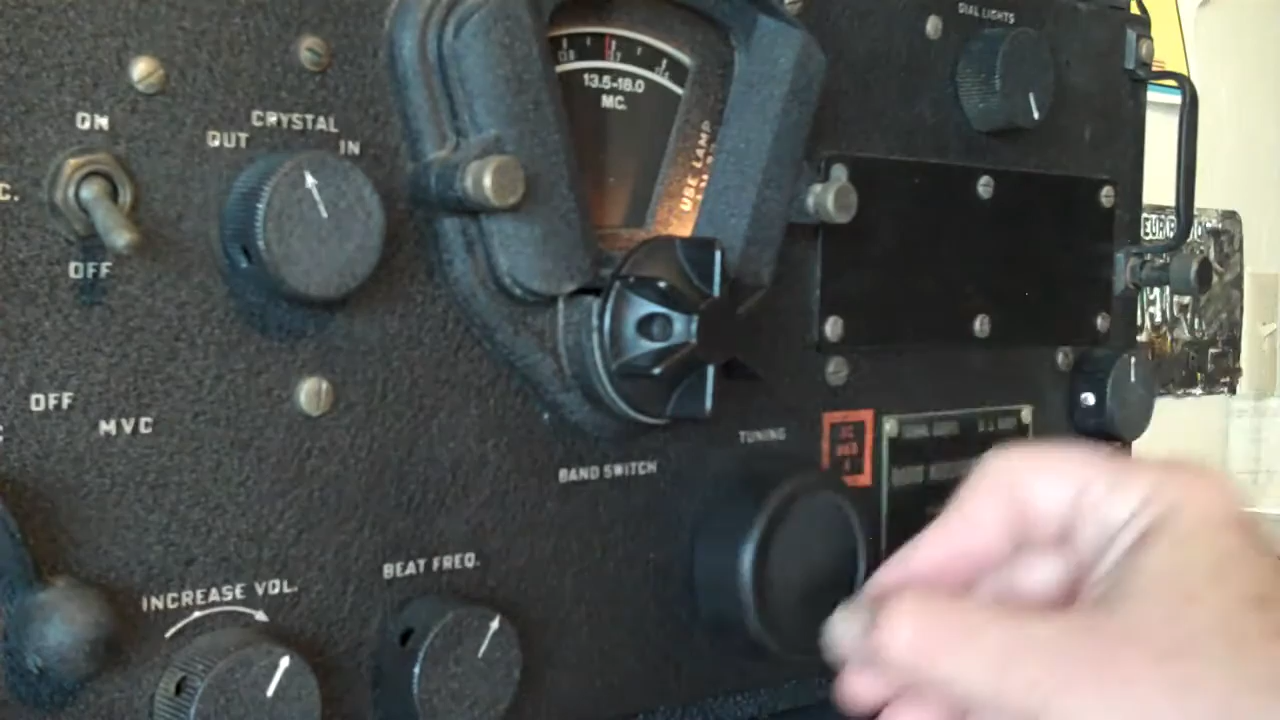 DIAL LIGHTS
13.5-18.0
MC.
USE LAMP
ON
C.
OFF
CRYSTAL
OUT
IN
OFF
MVC
TUNING
BAND SWITCH
BEAT FREQ.
INCREASE VOL.